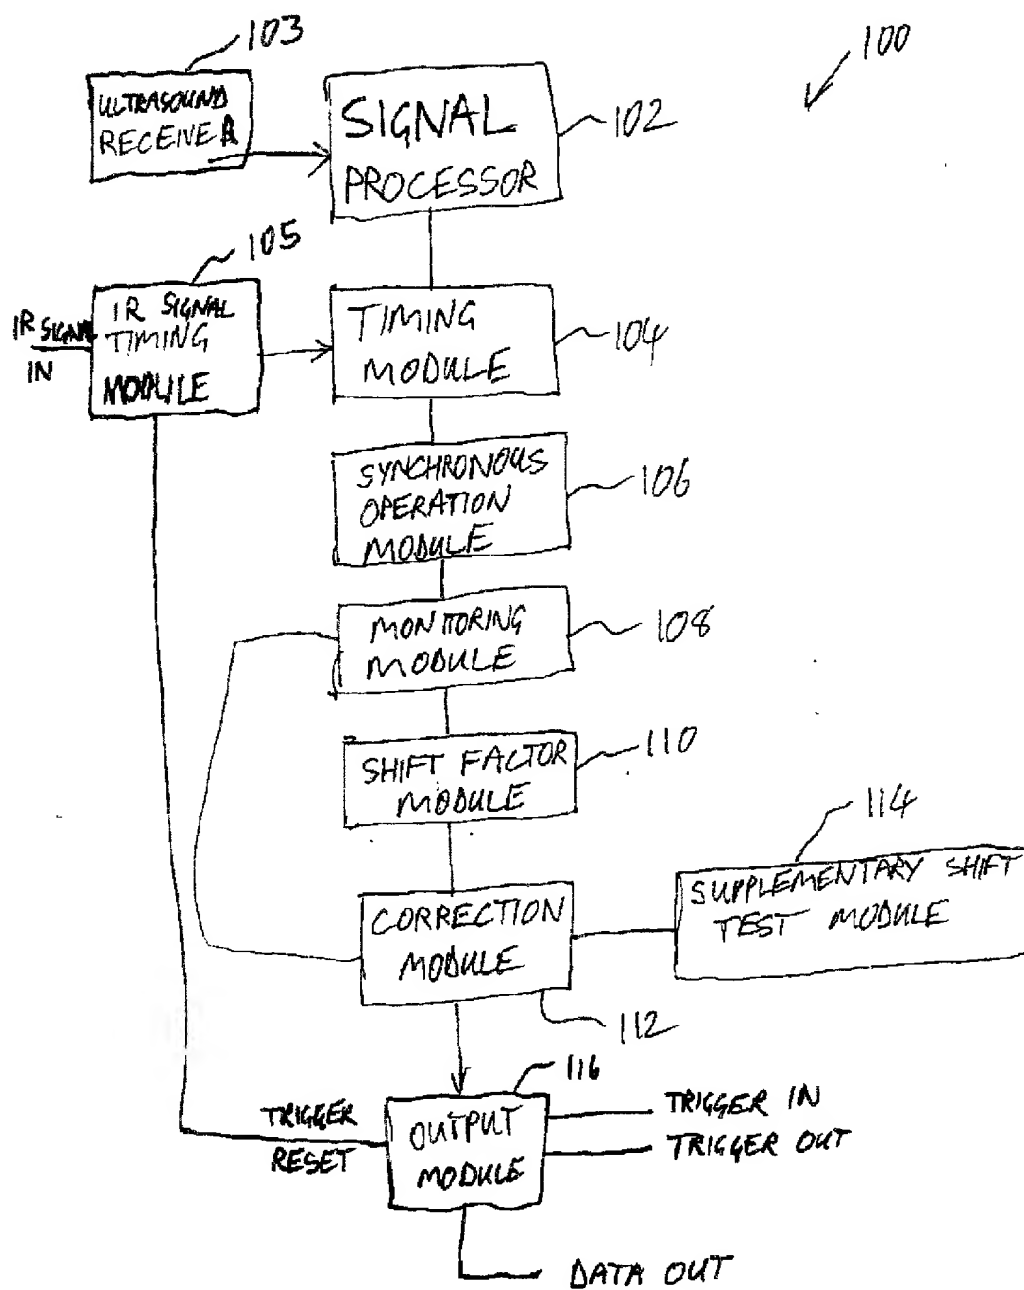 103
100
ULTRASOUND
RECEIVER
SIGNAL
PROCESSOR
102
105
IR SIGNAL
IN
IR SIGNAL
TIMING
MODULE
TIMING
MODULE
104
SYNCHRONOUS
OPERATION
MODULE
106
MONITORING
MODULE
108
SHIFT FACTOR
MODULE
110
114
SUPPLEMENTARY SHIFT
TEST MODULE
CORRECTION
MODULE
112
116
TRIGGER
RESET
OUTPUT
MODULE
TRIGGER IN
TRIGGER OUT
DATA OUT